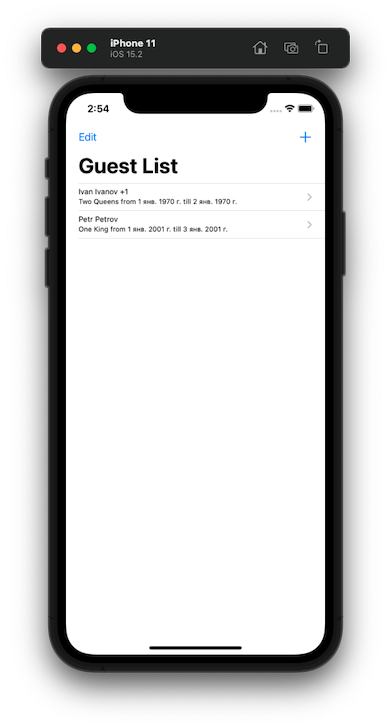 iPhone 11
iOS 15.2
2:54
Edit
Guest List
Ivan Ivanov +1
Two Queens from 1 янв. 1970 г. till 2 янв. 1970 г.
Petr Petrov
One King from 1 янв. 2001 г. till 3 янв. 2001 г.